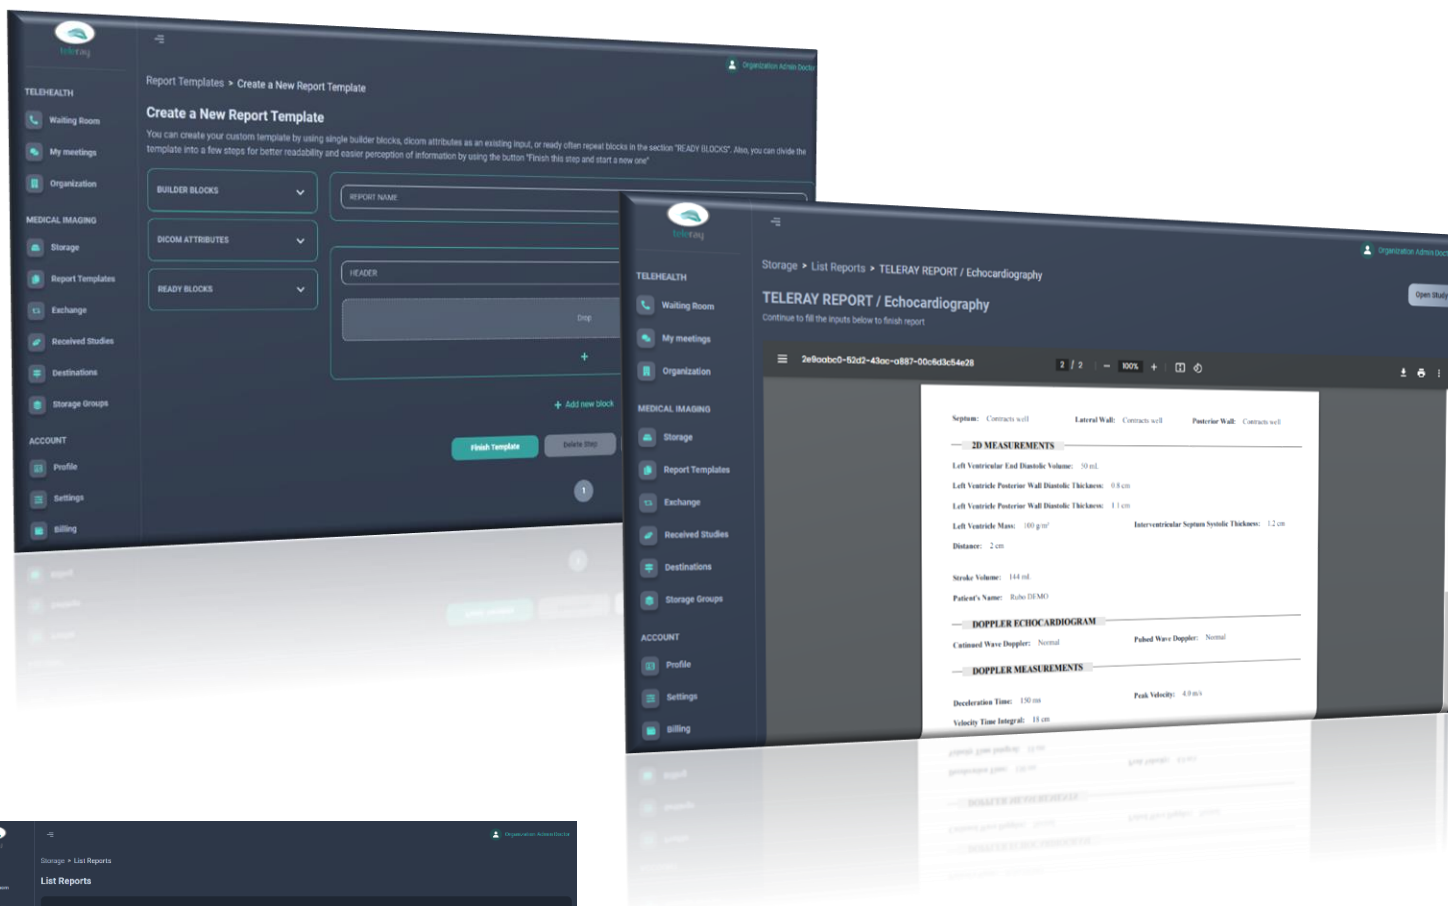 teleray
Organization Admin Doctor
TELEHEALTH
Waiting Room
My meetings
Organization
MEDICAL IMAGING
Storage
Report Templates
Exchange
Received Studies
Destinations
Storage Groups
ACCOUNT
Profile
Settings
Billing
Report Templates > Create a New Report Template
Create a New Report Template
You can create your custom template by using single builder blocks, dicom attributes as an existing input, or ready often repeat blocks in the section "READY BLOCKS". Also, you can divide the
template into a few steps for better readability and easier perception of information by using the button "Finish this step and start a new one"
BUILDER BLOCKS
DICOM ATTRIBUTES
READY BLOCKS
REPORT NAME
HEADER
Drop
+
+ Add new block
Finish Template
Delete Step
1
teleray
Organization Admin Doct
TELEHEALTH
Waiting Room
My meetings
Organization
MEDICAL IMAGING
Storage
Report Templates
Exchange
Received Studies
Destinations
Storage Groups
ACCOUNT
Profile
Settings
Billing
Storage > List Reports > TELERAY REPORT / Echocardiography
Open Study
TELERAY REPORT / Echocardiography
Continue to fill the inputs below to finish report
2e9aabc0-52d2-43ac-a887-00c6d3c54e28
2 / 2 − 100% +
Septum: Contracts well Lateral Wall: Contracts well Posterior Wall: Contracts well
2D MEASUREMENTS
Left Ventricular End Diastolic Volume: 50 mL
Left Ventricle Posterior Wall Diastolic Thickness: 0.8 cm
Left Ventricle Posterior Wall Diastolic Thickness: 1.1 cm
Left Ventricle Mass: 100 g/m² Interventricular Septum Systolic Thickness: 1.2 cm
Distance: 2 cm
Stroke Volume: 144 ml
Patient's Name: Rubo DEMO
DOPPLER ECHOCARDIOGRAM
Cntinued Wave Doppler: Normal Pulsed Wave Doppler: Normal
DOPPLER MEASUREMENTS
Deceleration Time: 150 ms Peak Velocity: 4.0 m/s
Velocity Time Integral: 18 cm
Organization Admin Doctor
Storage > List Reports
List Reports